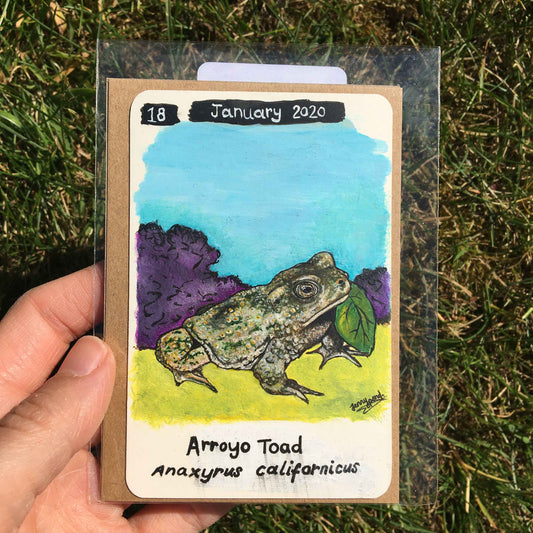 18
January 2020
Arroyo Toad
Anaxyrus californicus